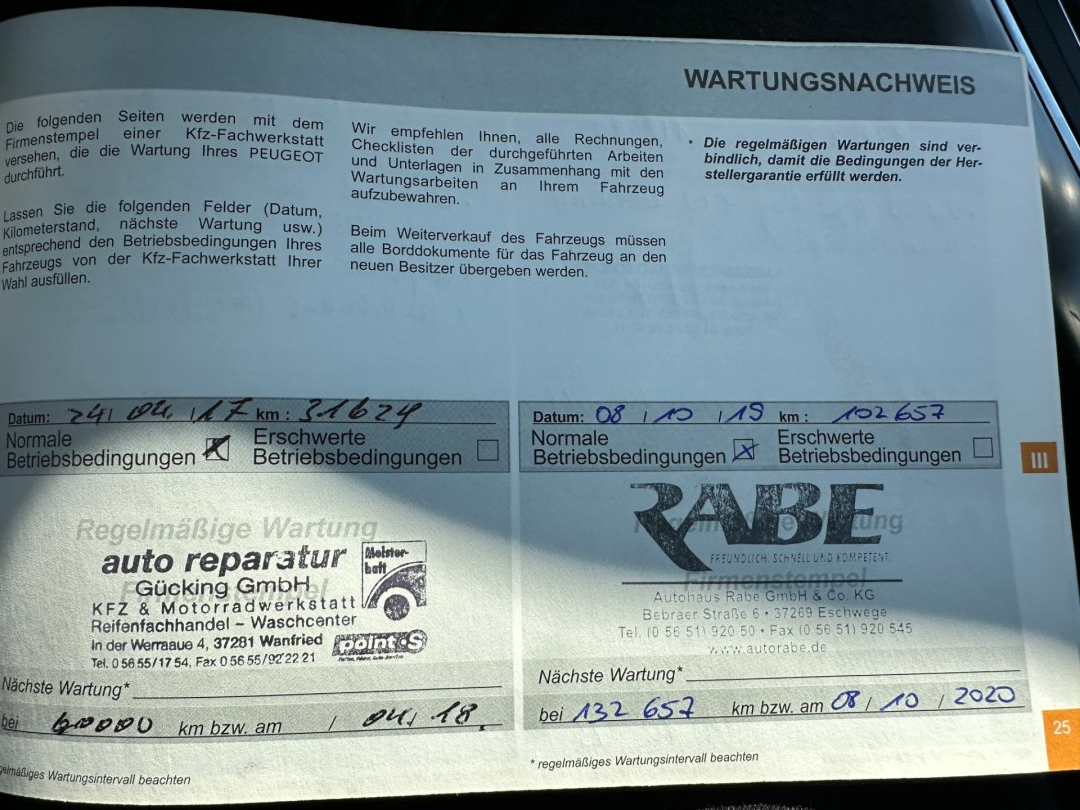 WARTUNGSNACHWEIS
Die folgenden Seiten werden mit dem
Firmenstempel einer Kfz-Fachwerkstatt
versehen, die die Wartung Ihres PEUGEOT
durchführt.
Lassen Sie die folgenden Felder (Datum,
Kilometerstand, nächste Wartung usw.)
entsprechend den Betriebsbedingungen Ihres
Fahrzeugs von der Kfz-Fachwerkstatt Ihrer
Wahl ausfüllen.
Wir empfehlen Ihnen, alle Rechnungen,
Checklisten der durchgeführten Arbeiten
und Unterlagen in Zusammenhang mit den
Wartungsarbeiten an Ihrem Fahrzeug
aufzubewahren.
Beim Weiterverkauf des Fahrzeugs müssen
alle Borddokumente für das Fahrzeug an den
neuen Besitzer übergeben werden.
• Die regelmäßigen Wartungen sind ver-
bindlich, damit die Bedingungen der Her-
stellergarantie erfüllt werden.
Datum: 24/ 04. /17 km : 31624
Normale
Betriebsbedingungen
Erschwerte
Betriebsbedingungen
Regelmäßige Wartung
Firmenstempel
auto reparatur
Meister-
haft
Gücking GmbH
KFZ & Motorradwerkstatt
Reifenfachhandel – Waschcenter
In der Werraaue 4, 37281 Wanfried
point S
Tel. 0 56 55/17 54, Fax 0 56 55/92 22 21
Nächste Wartung*
bei 60000 km bzw. am / 04. 18.
regelmäßiges Wartungsintervall beachten
Datum: 08 / 10 / 19 km : 102 657
Normale
Betriebsbedingungen
Erschwerte
Betriebsbedingungen
Regelmäßige Wartung
RABE
FREUNDLICH, SCHNELL UND KOMPETENT.
Firmenstempel
Autohaus Rabe GmbH & Co. KG
Bebraer Straße 6 • 37269 Eschwege
Tel. (0 56 51) 920 50 • Fax (0 56 51) 920 545
www.autorabe.de
Nächste Wartung*
bei 132 657 km bzw. am 08 / 10 / 2020
* regelmäßiges Wartungsintervall beachten
III
25